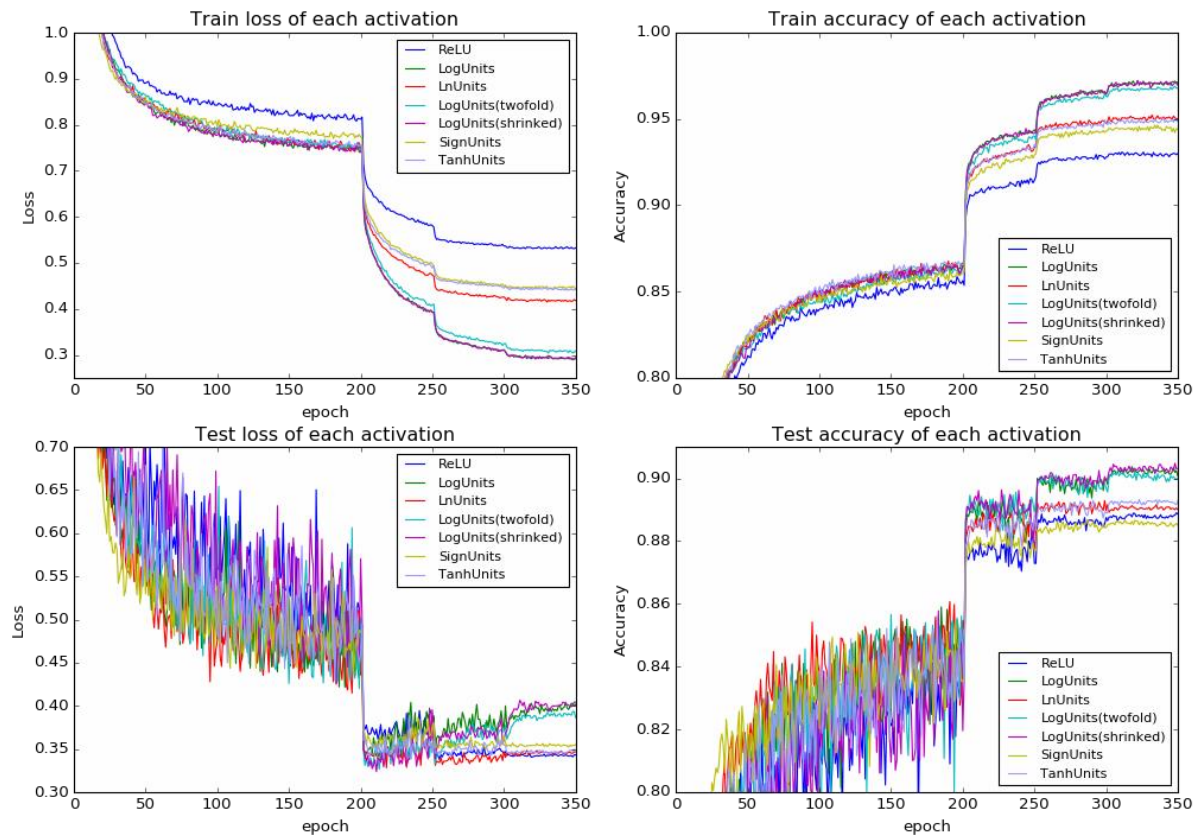 Train loss of each activation
1.0
0.9
0.8
0.7
0.6
0.5
0.4
0.3
Loss
0 50 100 150 200 250 300 350
epoch
ReLU
LogUnits
LnUnits
LogUnits(twofold)
LogUnits(shrinked)
SignUnits
TanhUnits
Train accuracy of each activation
1.00
0.95
0.90
0.85
0.80
Accuracy
0 50 100 150 200 250 300 350
epoch
ReLU
LogUnits
LnUnits
LogUnits(twofold)
LogUnits(shrinked)
SignUnits
TanhUnits
Test loss of each activation
0.70
0.65
0.60
0.55
0.50
0.45
0.40
0.35
0.30
Loss
0 50 100 150 200 250 300 350
epoch
ReLU
LogUnits
LnUnits
LogUnits(twofold)
LogUnits(shrinked)
SignUnits
TanhUnits
Test accuracy of each activation
0.90
0.88
0.86
0.84
0.82
0.80
Accuracy
0 50 100 150 200 250 300 350
epoch
ReLU
LogUnits
LnUnits
LogUnits(twofold)
LogUnits(shrinked)
SignUnits
TanhUnits